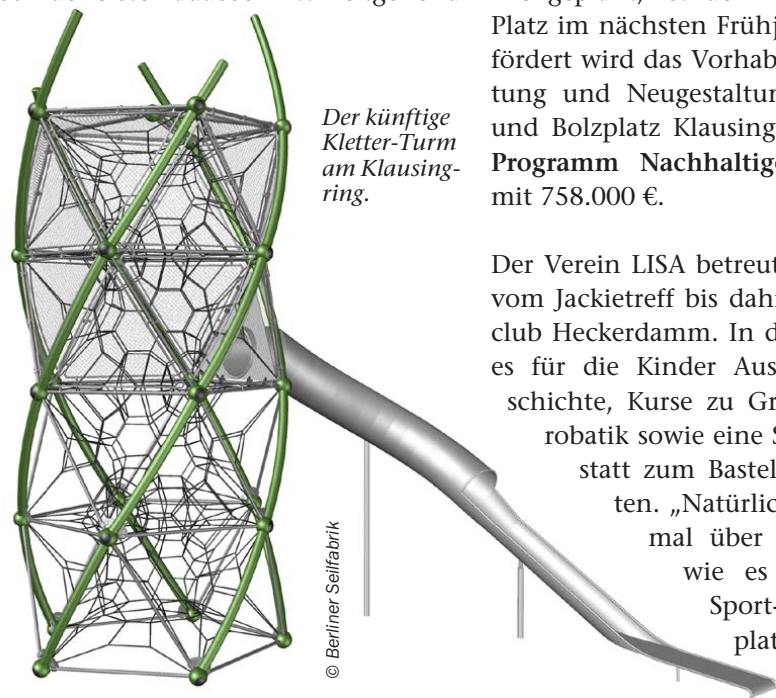 Der künftige
Kletter-Turm
am Klausing-
ring.
© Berliner Seilfabrik
Platz im nächsten Frühj
fördert wird das Vorhab
tung und Neugestaltun
und Bolzplatz Klausing
Programm Nachhaltig
mit 758.000 €.
Der Verein LISA betreut
vom Jackietreff bis dah
club Heckerdamm. In d
es für die Kinder Aus
schichte, Kurse zu Gr
robatik sowie eine S
statt zum Bastel
ten. „Natürlic
mal über
wie es
Sport-
plat